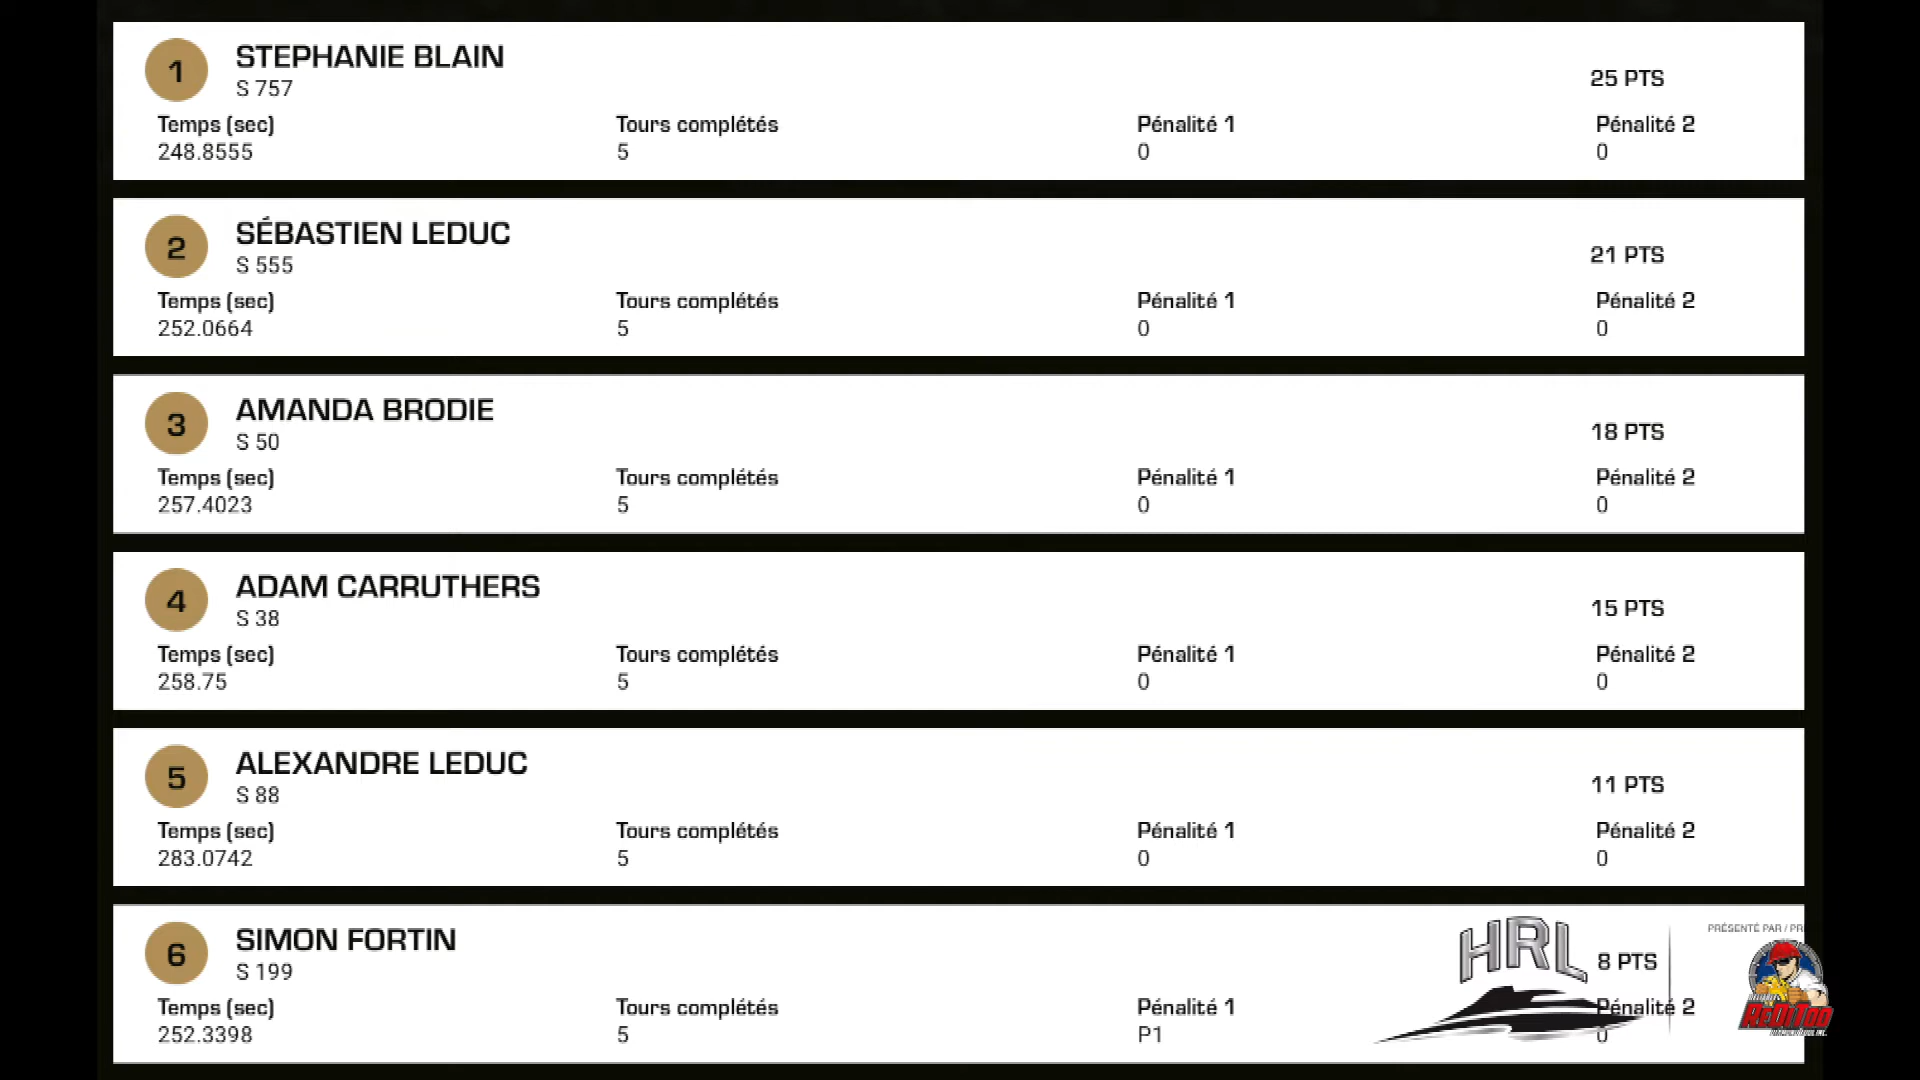 1
STEPHANIE BLAIN
S 757
25 PTS
Temps (sec) Tours complétés Pénalité 1 Pénalité 2
248.8555 5 0 0
2
SÉBASTIEN LEDUC
S 555
21 PTS
Temps (sec) Tours complétés Pénalité 1 Pénalité 2
252.0664 5 0 0
3
AMANDA BRODIE
S 50
18 PTS
Temps (sec) Tours complétés Pénalité 1 Pénalité 2
257.4023 5 0 0
4
ADAM CARRUTHERS
S 38
15 PTS
Temps (sec) Tours complétés Pénalité 1 Pénalité 2
258.75 5 0 0
5
ALEXANDRE LEDUC
S 88
11 PTS
Temps (sec) Tours complétés Pénalité 1 Pénalité 2
283.0742 5 0 0
6
SIMON FORTIN
S 199
8 PTS
Temps (sec) Tours complétés Pénalité 1 Pénalité 2
252.3398 5 P1 0
HRL
PRÉSENTÉ PAR / PR
REDITOO